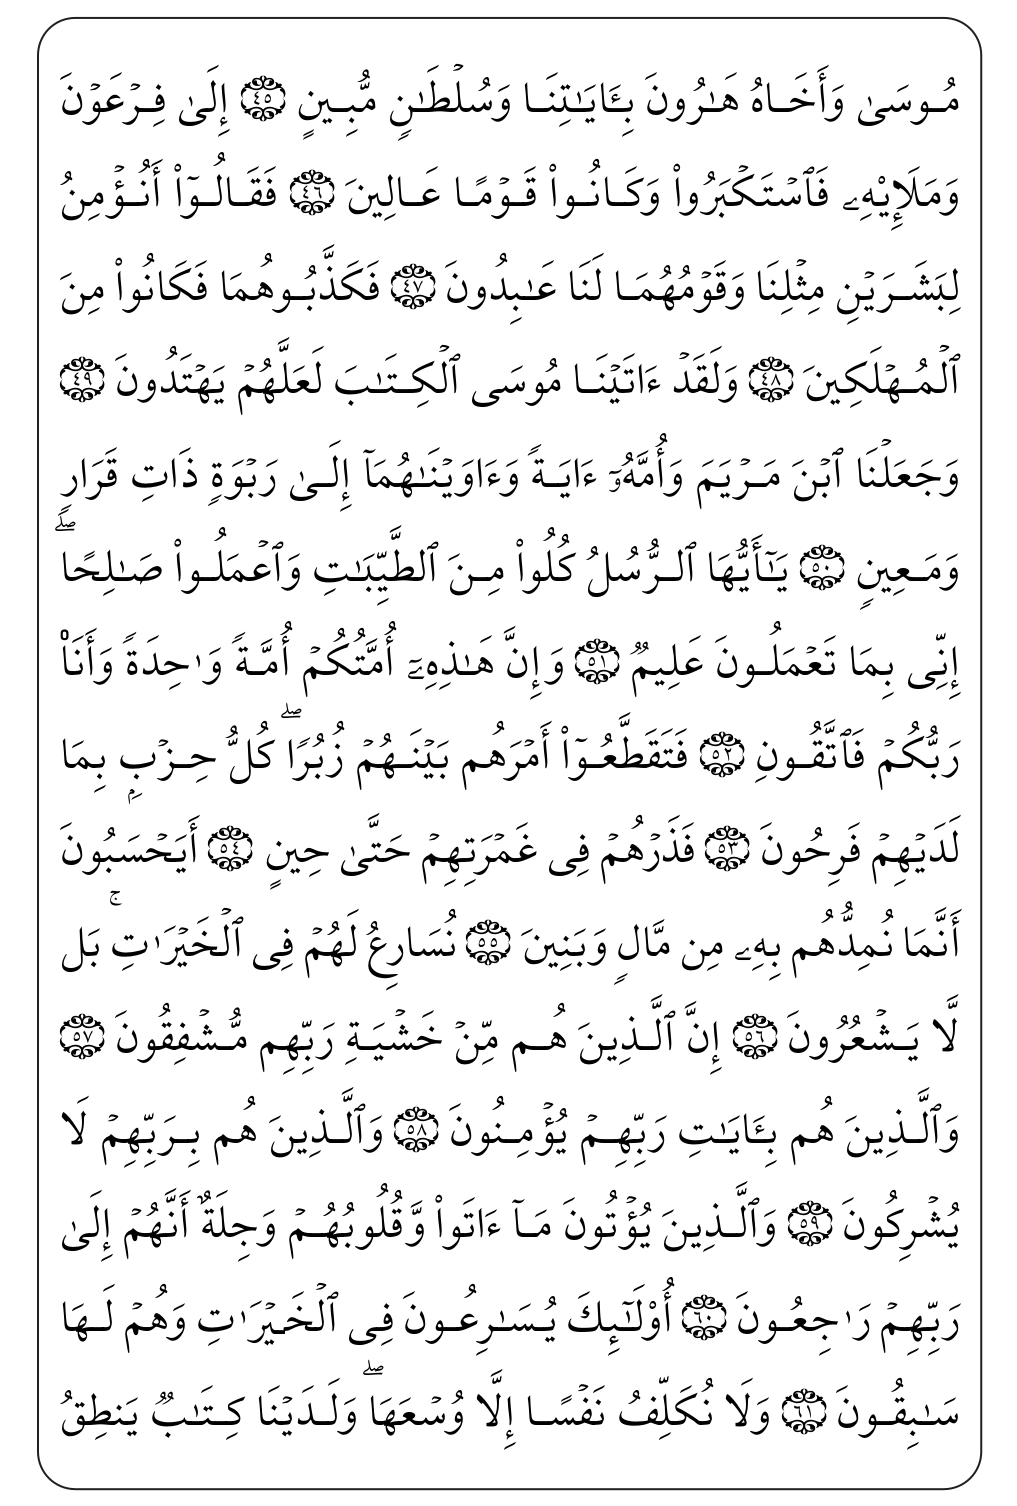 مُوسَىٰ وَأَخَاهُ هَـٰرُونَ بِـَٔايَـٰتِنَا وَسُلۡطَـٰنٍ مُّبِينٍ ٤٥ إِلَىٰ فِرۡعَوۡنَ
وَمَلَإِيْهِۦ فَٱسۡتَكۡبَرُواْ وَكَانُواْ قَوۡمًا عَالِينَ ٤٦ فَقَالُوٓاْ أَنُؤۡمِنُ
لِبَشَرَيۡنِ مِثۡلِنَا وَقَوۡمُهُمَا لَنَا عَـٰبِدُونَ ٤٧ فَكَذَّبُوهُمَا فَكَانُواْ مِنَ
ٱلۡمُهۡلَكِينَ ٤٨ وَلَقَدۡ ءَاتَيۡنَا مُوسَى ٱلۡكِتَـٰبَ لَعَلَّهُمۡ يَهۡتَدُونَ ٤٩
وَجَعَلۡنَا ٱبۡنَ مَرۡيَمَ وَأُمَّهُۥٓ ءَايَةً وَءَاوَيۡنَـٰهُمَآ إِلَىٰ رَبۡوَةٍ ذَاتِ قَرَارٍ
وَمَعِينٍ ٥٠ يَـٰٓأَيُّهَا ٱلرُّسُلُ كُلُواْ مِنَ ٱلطَّيِّبَـٰتِ وَٱعۡمَلُواْ صَـٰلِحًاۖ
إِنِّى بِمَا تَعۡمَلُونَ عَلِيمٌ ٥١ وَإِنَّ هَـٰذِهِۦٓ أُمَّتُكُمۡ أُمَّةً وَٰحِدَةً وَأَنَا۠
رَبُّكُمۡ فَٱتَّقُونِ ٥٢ فَتَقَطَّعُوٓاْ أَمۡرَهُم بَيۡنَهُمۡ زُبُرًاۖ كُلُّ حِزۡبِۭ بِمَا
لَدَيۡهِمۡ فَرِحُونَ ٥٣ فَذَرۡهُمۡ فِى غَمۡرَتِهِمۡ حَتَّىٰ حِينٍ ٥٤ أَيَحۡسَبُونَ
أَنَّمَا نُمِدُّهُم بِهِۦ مِن مَّالٍ وَبَنِينَ ٥٥ نُسَارِعُ لَهُمۡ فِى ٱلۡخَيۡرَٰتِۚ بَل
لَّا يَشۡعُرُونَ ٥٦ إِنَّ ٱلَّذِينَ هُم مِّنۡ خَشۡيَةِ رَبِّهِم مُّشۡفِقُونَ ٥٧
وَٱلَّذِينَ هُم بِـَٔايَـٰتِ رَبِّهِمۡ يُؤۡمِنُونَ ٥٨ وَٱلَّذِينَ هُم بِرَبِّهِمۡ لَا
يُشۡرِكُونَ ٥٩ وَٱلَّذِينَ يُؤۡتُونَ مَآ ءَاتَواْ وَّقُلُوبُهُمۡ وَجِلَةٌ أَنَّهُمۡ إِلَىٰ
رَبِّهِمۡ رَٰجِعُونَ ٦٠ أُوْلَـٰٓئِكَ يُسَـٰرِعُونَ فِى ٱلۡخَيۡرَٰتِ وَهُمۡ لَهَا
سَـٰبِقُونَ ٦١ وَلَا نُكَلِّفُ نَفۡسًا إِلَّا وُسۡعَهَاۖ وَلَدَيۡنَا كِتَـٰبٌ يَنطِقُ